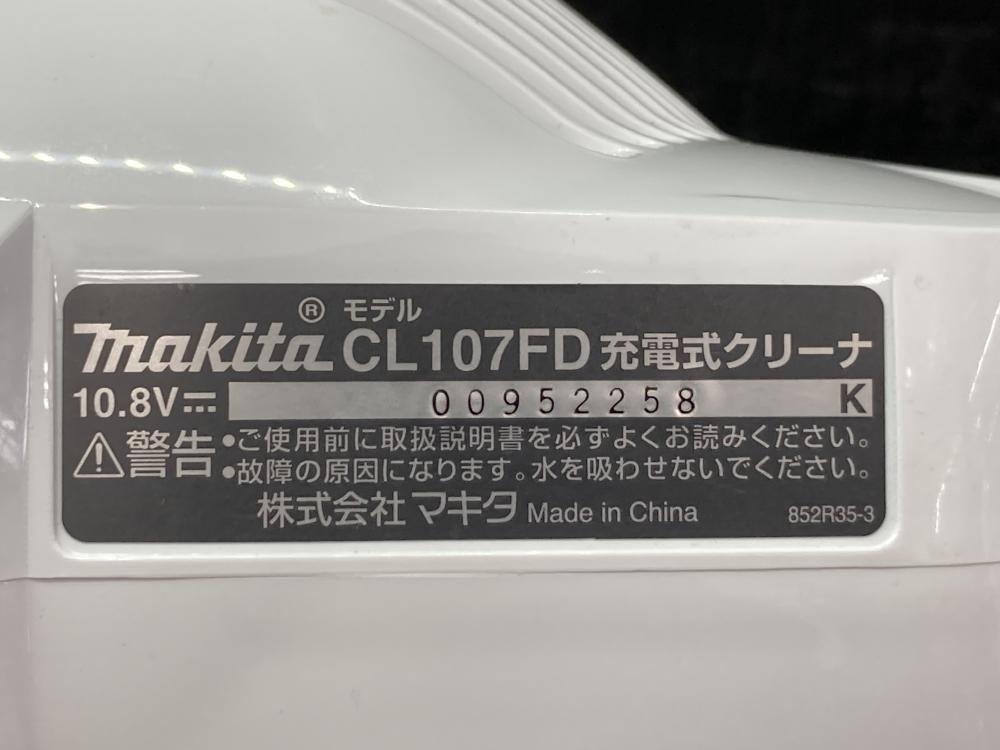 makita® モデル CL107FD 充電式クリーナ
10.8V⎓ 00952258 K
⚠警告 •ご使用前に取扱説明書を必ずよくお読みください。
•故障の原因になります。水を吸わせないでください。
株式会社 マキタ Made in China 852R35-3